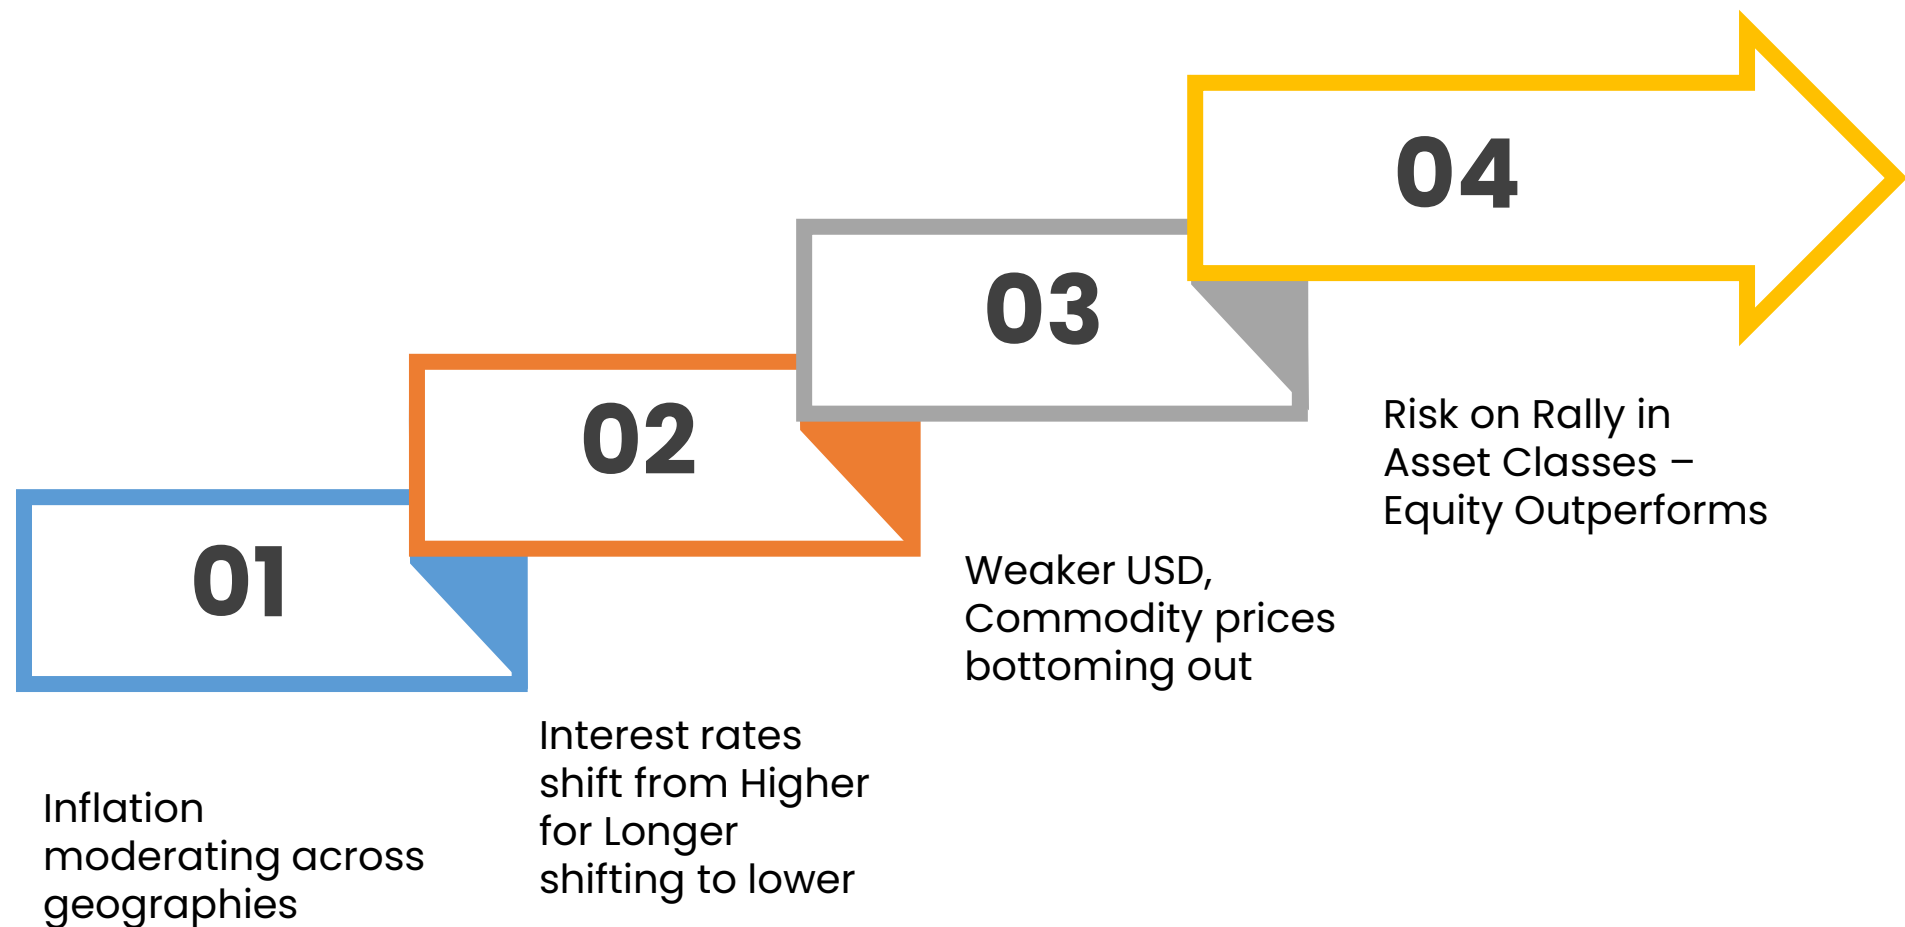 01
Inflation
moderating across
geographies
02
Interest rates
shift from Higher
for Longer
shifting to lower
03
Weaker USD,
Commodity prices
bottoming out
04
Risk on Rally in
Asset Classes –
Equity Outperforms